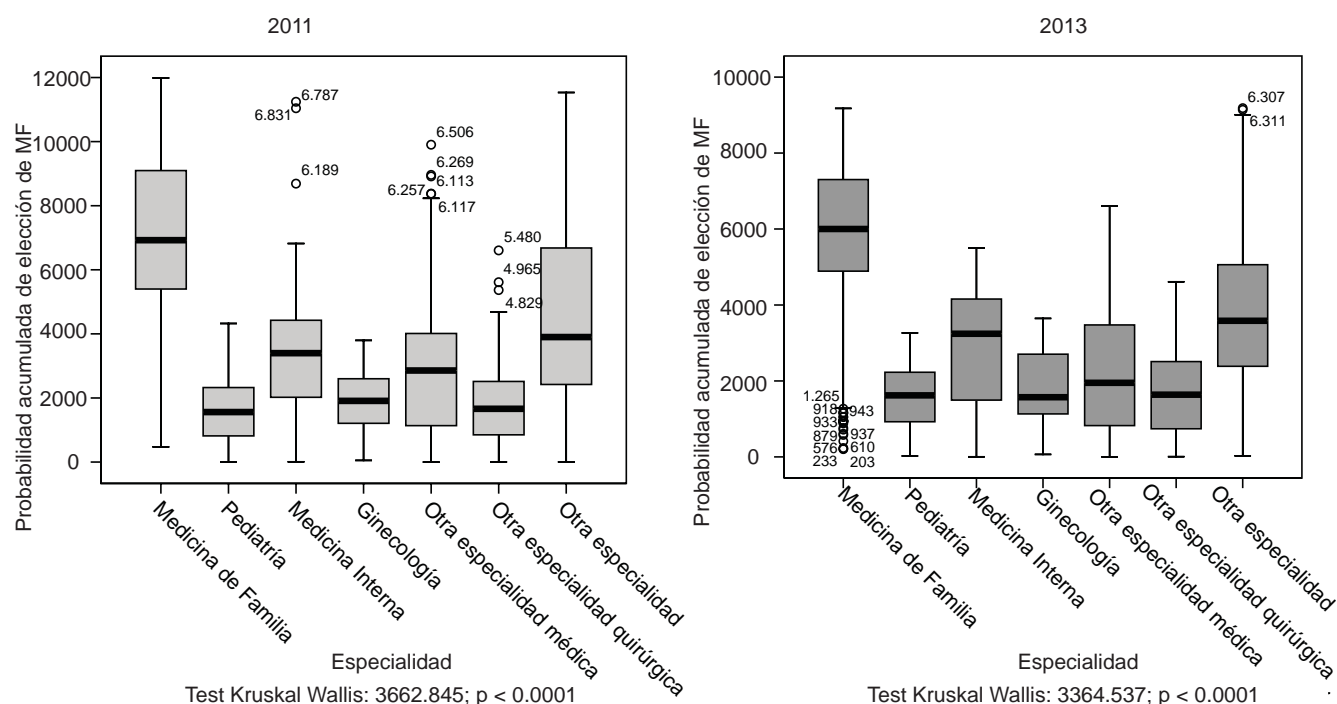 2011
Probabilidad acumulada de elección de MF
12000
10000
8000
6000
4000
2000
0
6.787
6.831
6.189
6.506
6.269
6.113
6.257
6.117
5.480
4.965
4.829
Medicina de Familia
Pediatría
Medicina Interna
Ginecología
Otra especialidad médica
Otra especialidad quirúrgica
Otra especialidad
Especialidad
Test Kruskal Wallis: 3662.845; p < 0.0001
2013
Probabilidad acumulada de elección de MF
10000
8000
6000
4000
2000
0
6.307
6.311
1.265
918 943
933
879 937
576 610
233 203
Medicina de Familia
Pediatría
Medicina Interna
Ginecología
Otra especialidad médica
Otra especialidad quirúrgica
Otra especialidad
Especialidad
Test Kruskal Wallis: 3364.537; p < 0.0001